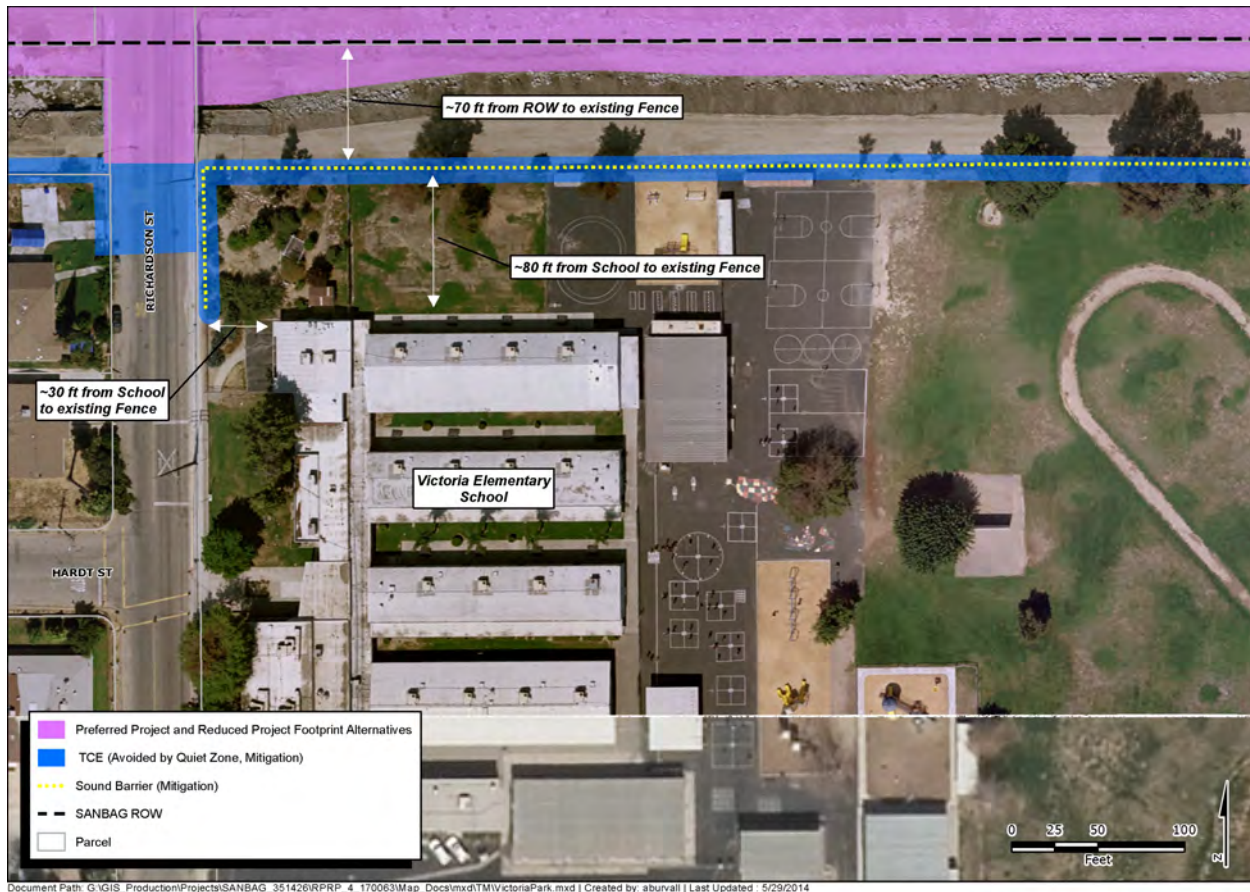 ~70 ft from ROW to existing Fence
RICHARDSON ST
~80 ft from School to existing Fence
~30 ft from School
to existing Fence
Victoria Elementary
School
HARDT ST
Preferred Project and Reduced Project Footprint Alternatives
TCE (Avoided by Quiet Zone, Mitigation)
Sound Barrier (Mitigation)
SANBAG ROW
Parcel
0 25 50 100
Feet
N
Document Path: G:\GIS_Production\Projects\SANBAG_351426\RPRP_4_170063\Map_Docs\mxd\TM\VictoriaPark.mxd | Created by: aburvall | Last Updated : 5/29/2014